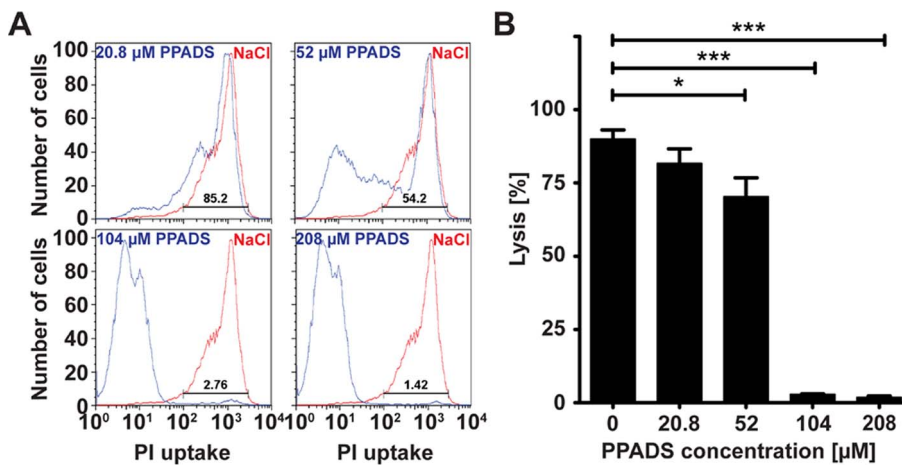 A
B
20.8 µM PPADS NaCl
52 µM PPADS NaCl
Number of cells
100
80
60
40
20
0
85.2
54.2
104 µM PPADS NaCl
208 µM PPADS NaCl
Number of cells
100
80
60
40
20
0
2.76
1.42
10⁰ 10¹ 10² 10³ 10⁴ 10⁰ 10¹ 10² 10³ 10⁴
PI uptake
PI uptake
***
***
*
Lysis [%]
100
75
50
25
0
0 20.8 52 104 208
PPADS concentration [µM]